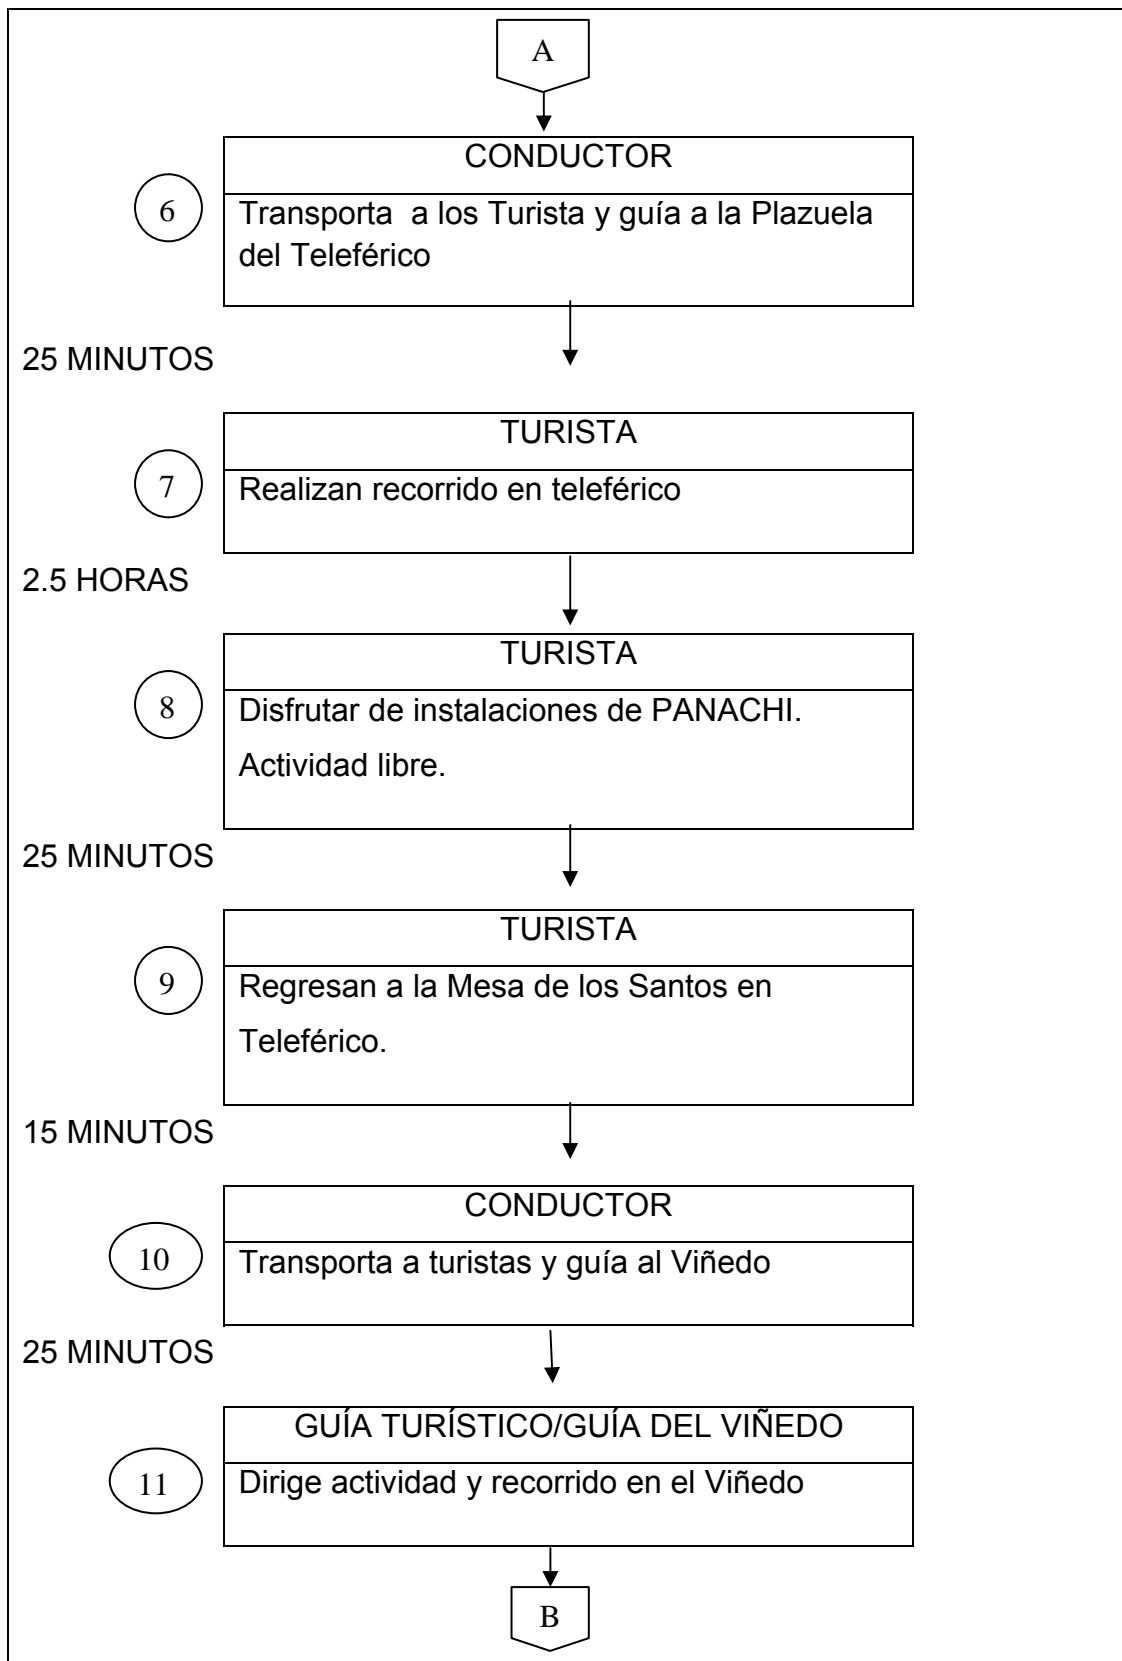 A
CONDUCTOR
6
Transporta a los Turista y guía a la Plazuela
del Teleférico
25 MINUTOS
TURISTA
7
Realizan recorrido en teleférico
2.5 HORAS
TURISTA
8
Disfrutar de instalaciones de PANACHI.
Actividad libre.
25 MINUTOS
TURISTA
9
Regresan a la Mesa de los Santos en
Teleférico.
15 MINUTOS
CONDUCTOR
10
Transporta a turistas y guía al Viñedo
25 MINUTOS
GUÍA TURÍSTICO/GUÍA DEL VIÑEDO
11
Dirige actividad y recorrido en el Viñedo
B